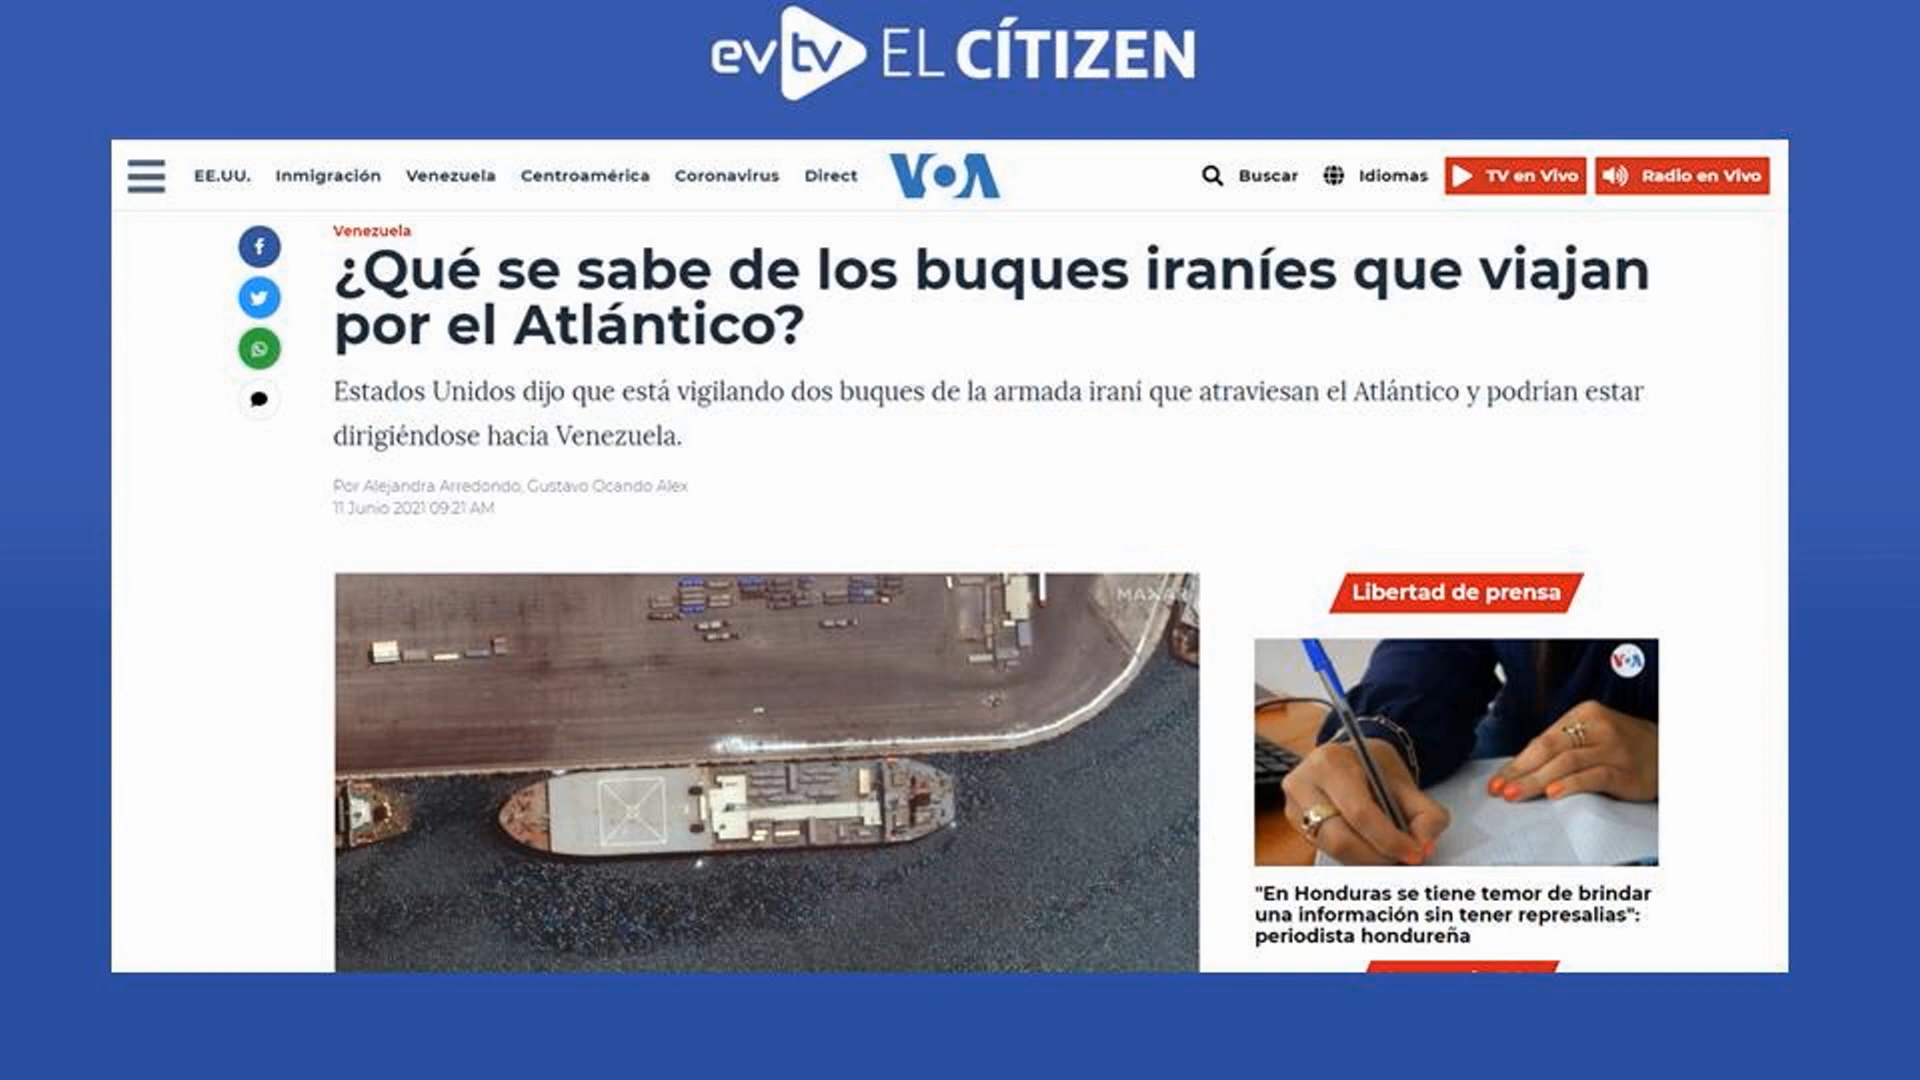 evtv EL CÍTIZEN
EE.UU. Inmigración Venezuela Centroamérica Coronavirus Direct VOA Buscar Idiomas TV en Vivo Radio en Vivo
Venezuela
¿Qué se sabe de los buques iraníes que viajan
por el Atlántico?
Estados Unidos dijo que está vigilando dos buques de la armada iraní que atraviesan el Atlántico y podrían estar
dirigiéndose hacia Venezuela.
Por Alejandra Arredondo, Gustavo Ocando Alex
11 Junio 2021 09:21 AM
MAXAR
Libertad de prensa
VOA
"En Honduras se tiene temor de brindar
una información sin tener represalias":
periodista hondureña